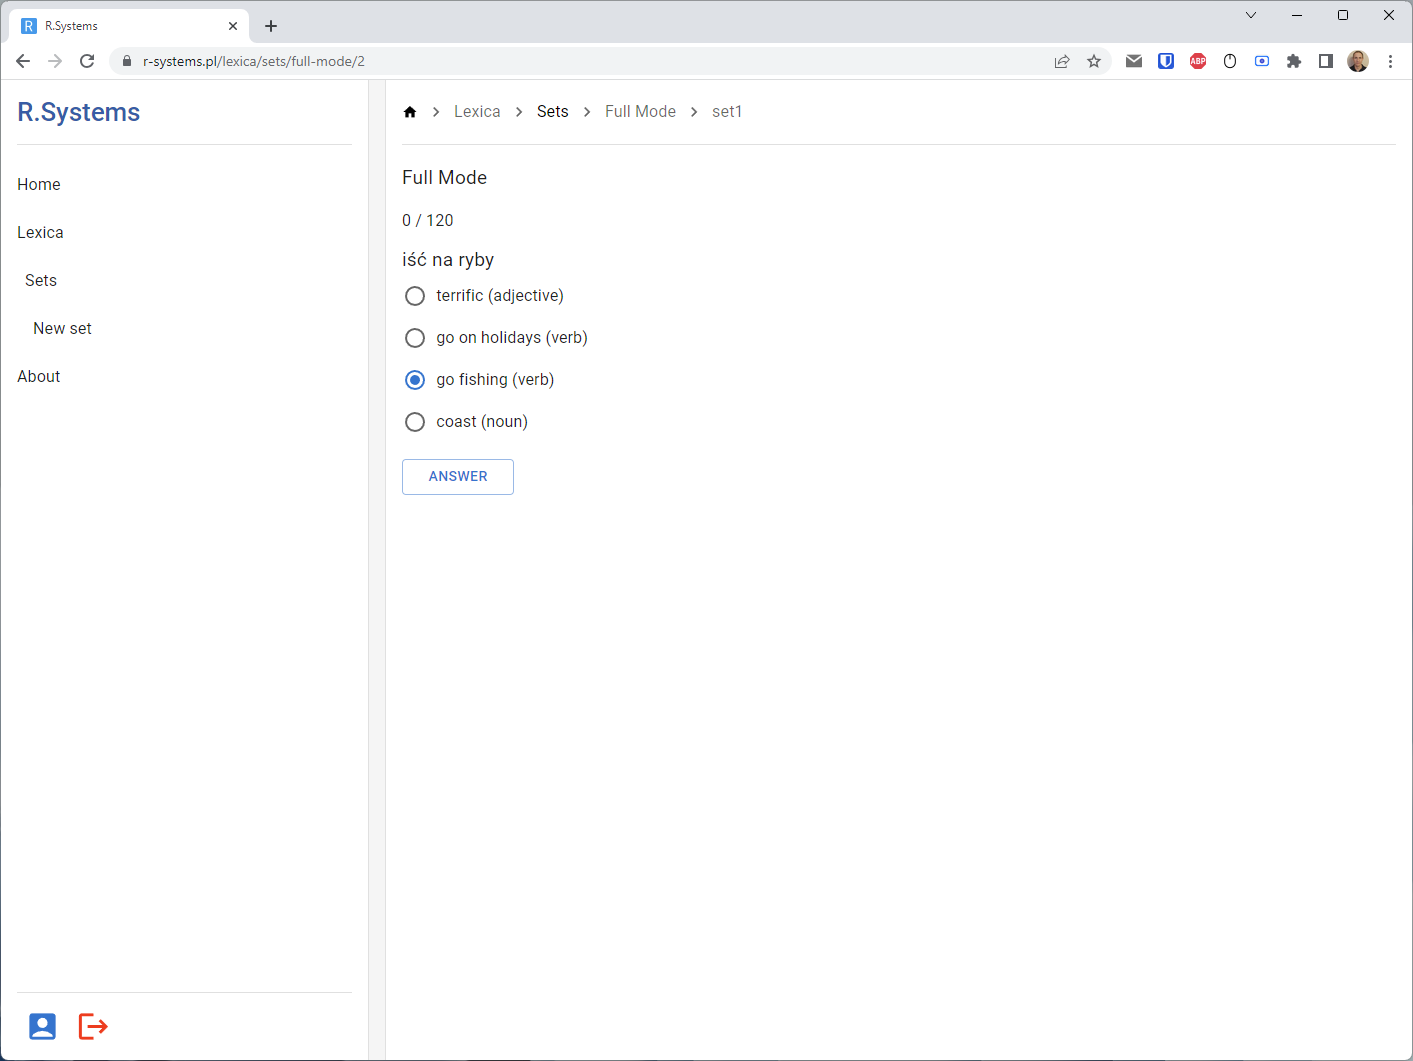 R R.Systems
r-systems.pl/lexica/sets/full-mode/2
ABP
R.Systems
Home
Lexica
Sets
New set
About
Lexica > Sets > Full Mode > set1
Full Mode
0 / 120
iść na ryby
terrific (adjective)
go on holidays (verb)
go fishing (verb)
coast (noun)
ANSWER